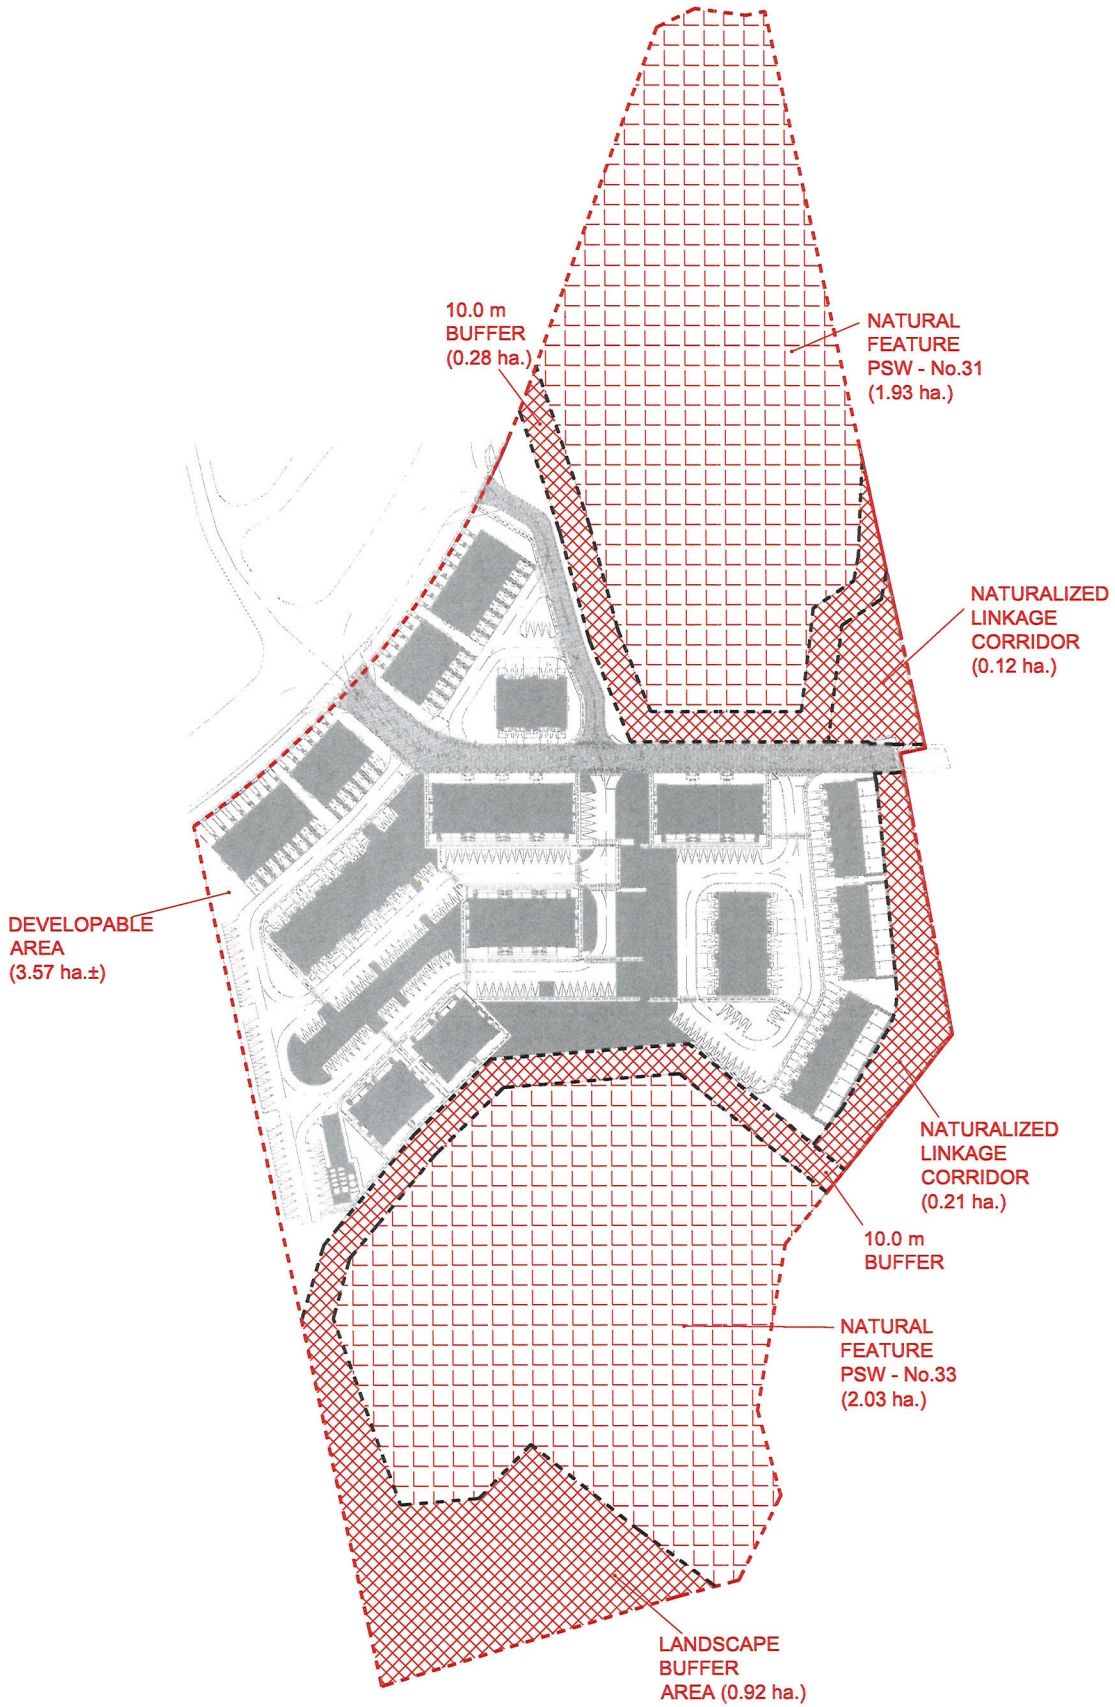 10.0 m
BUFFER
(0.28 ha.)
NATURAL
FEATURE
PSW - No.31
(1.93 ha.)
NATURALIZED
LINKAGE
CORRIDOR
(0.12 ha.)
DEVELOPABLE
AREA
(3.57 ha.±)
NATURALIZED
LINKAGE
CORRIDOR
(0.21 ha.)
10.0 m
BUFFER
NATURAL
FEATURE
PSW - No.33
(2.03 ha.)
LANDSCAPE
BUFFER
AREA (0.92 ha.)